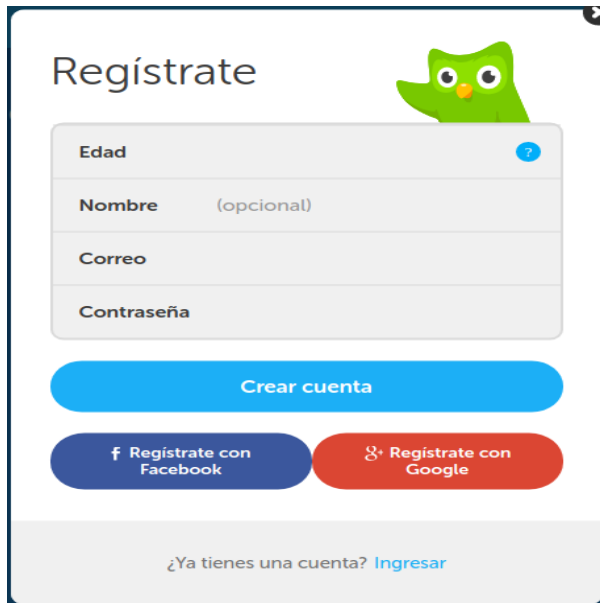 Regístrate
Edad ?
Nombre (opcional)
Correo
Contraseña
Crear cuenta
f Regístrate con
Facebook
g+ Regístrate con
Google
¿Ya tienes una cuenta? Ingresar